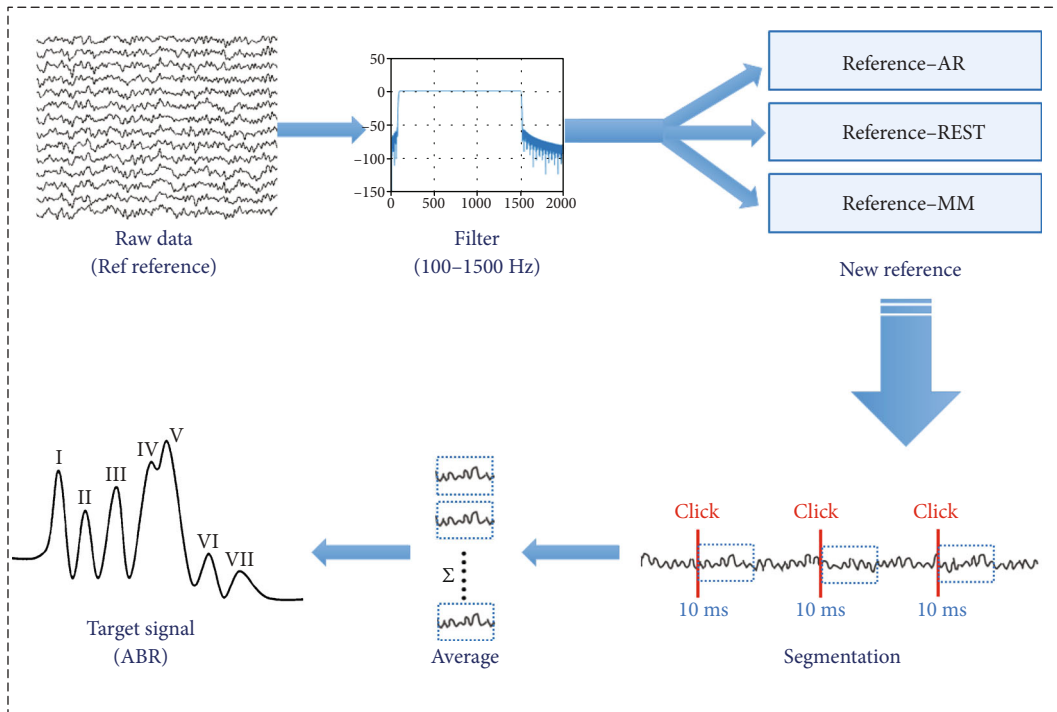 50
0
−50
−100
−150
0
500
1000
1500
2000
Raw data
(Ref reference)
Filter
(100–1500 Hz)
Reference–AR
Reference–REST
Reference–MM
New reference
I
II
III
IV
V
VI
VII
Target signal
(ABR)
Σ
Average
Click
Click
Click
10 ms
10 ms
10 ms
Segmentation